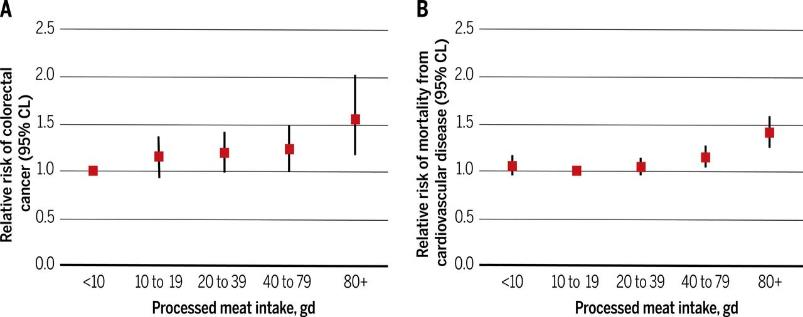 A
Relative risk of colorectal
cancer (95% CL)
2.5
2.0
1.5
1.0
0.5
0.0
<10
10 to 19
20 to 39
40 to 79
80+
Processed meat intake, gd
B
Relative risk of mortality from
cardiovascular disease (95% CL)
2.5
2.0
1.5
1.0
0.5
0.0
<10
10 to 19
20 to 39
40 to 79
80+
Processed meat intake, gd